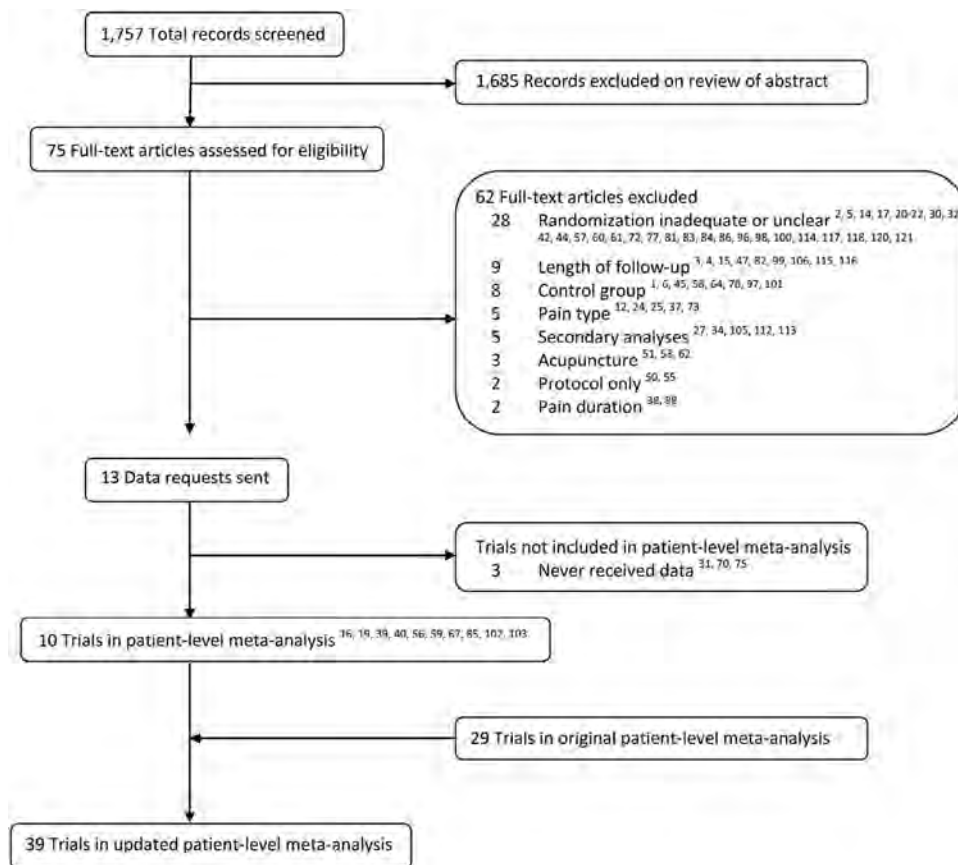 1,757 Total records screened
1,685 Records excluded on review of abstract
75 Full-text articles assessed for eligibility
62 Full-text articles excluded
28 Randomization inadequate or unclear 2, 5, 14, 17, 20-22, 30, 32
42, 44, 57, 60, 61, 72, 77, 81, 83, 84, 86, 96, 98, 100, 114, 117, 118, 120, 121
9 Length of follow-up 3, 4, 15, 47, 82, 99, 106, 115, 116
8 Control group 1, 6, 45, 58, 64, 78, 97, 101
5 Pain type 12, 24, 25, 37, 73
5 Secondary analyses 27, 34, 105, 112, 113
3 Acupuncture 51, 53, 62
2 Protocol only 50, 55
2 Pain duration 38, 88
13 Data requests sent
Trials not included in patient-level meta-analysis
3 Never received data 31, 70, 75
10 Trials in patient-level meta-analysis 16, 19, 39, 40, 56, 59, 67, 85, 102, 103
29 Trials in original patient-level meta-analysis
39 Trials in updated patient-level meta-analysis